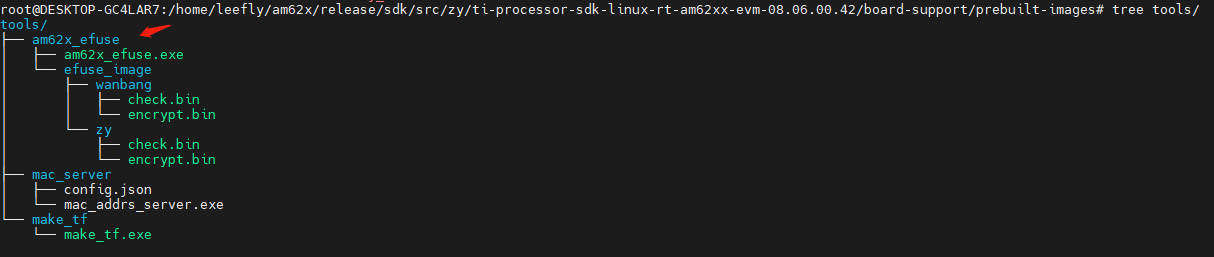 root@DESKTOP-GC4LAR7:/home/leefly/am62x/release/sdk/src/zy/ti-processor-sdk-linux-rt-am62xx-evm-08.06.00.42/board-support/prebuilt-images# tree tools/
tools/
├── am62x_efuse
│   ├── am62x_efuse.exe
│   └── efuse_image
│       ├── wanbang
│       │   ├── check.bin
│       │   └── encrypt.bin
│       └── zy
│           ├── check.bin
│           └── encrypt.bin
├── mac_server
│   ├── config.json
│   └── mac_addrs_server.exe
└── make_tf
    └── make_tf.exe